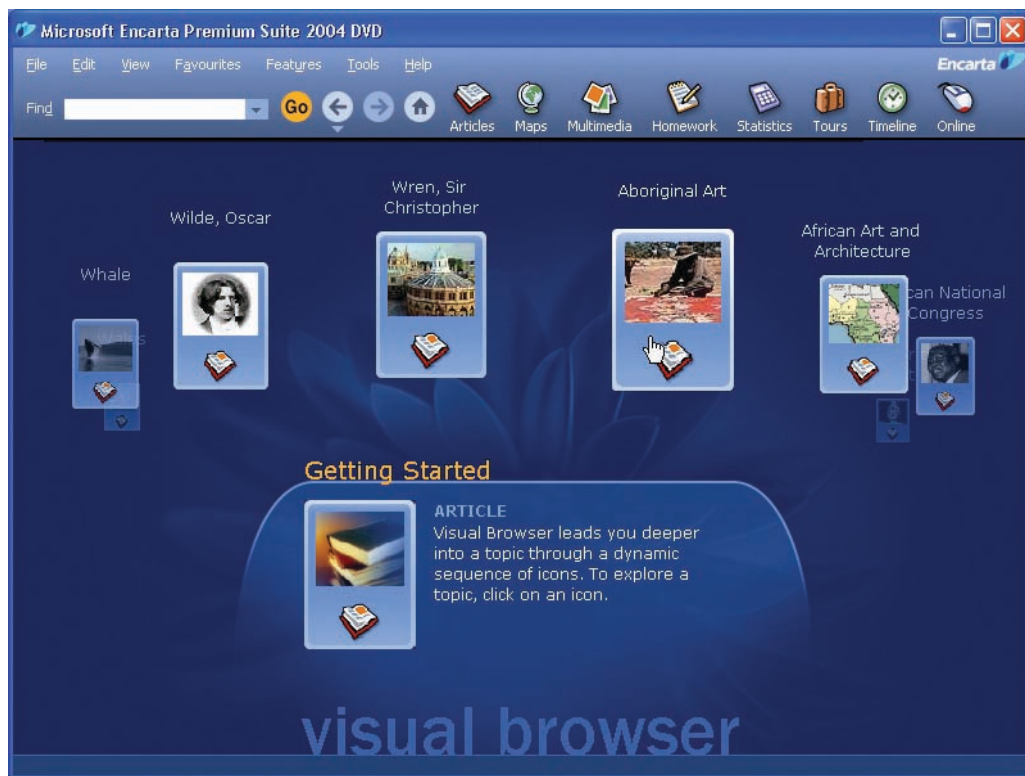 Microsoft Encarta Premium Suite 2004 DVD
File Edit View Favourites Features Tools Help
Encarta
Find
Go
Articles Maps Multimedia Homework Statistics Tours Timeline Online
Whale
Wales
Wilde, Oscar
Wren, Sir
Christopher
Aboriginal Art
African Art and
Architecture
can National
Congress
Getting Started
ARTICLE
Visual Browser leads you deeper
into a topic through a dynamic
sequence of icons. To explore a
topic, click on an icon.
visual browser